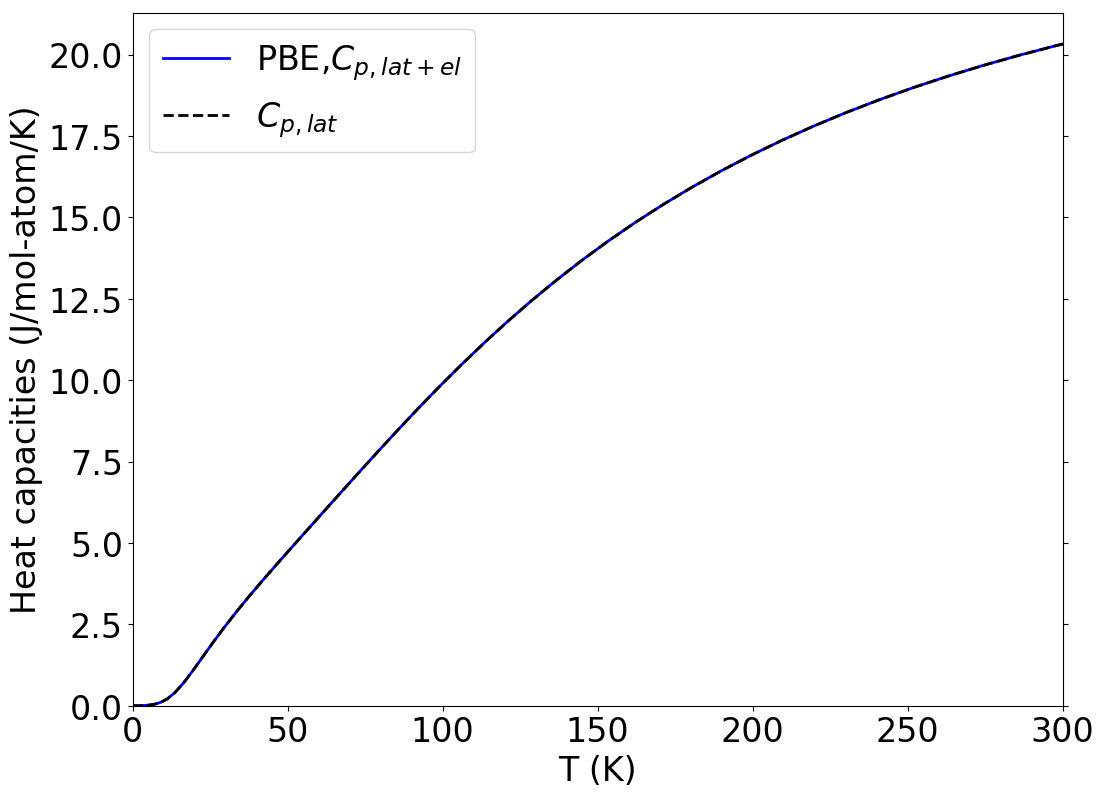 PBE,C_{p, lat+el}
C_{p, lat}
Heat capacities (J/mol-atom/K)
20.0
17.5
15.0
12.5
10.0
7.5
5.0
2.5
0.0
0 50 100 150 200 250 300
T (K)